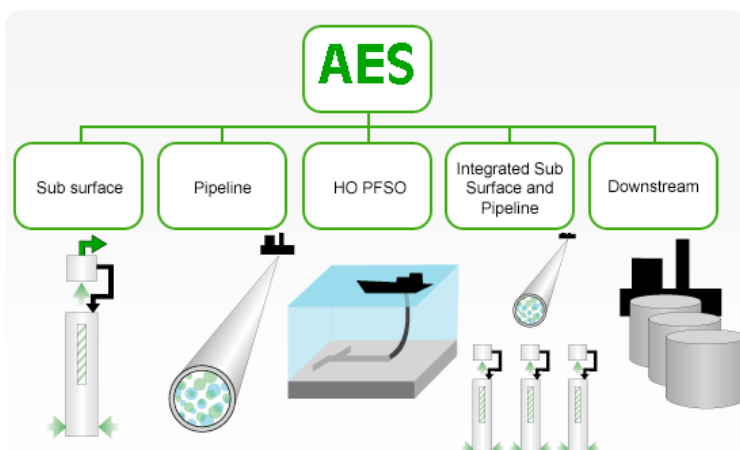 AES
Sub surface
Pipeline
HO PFSO
Integrated Sub
Surface and
Pipeline
Downstream